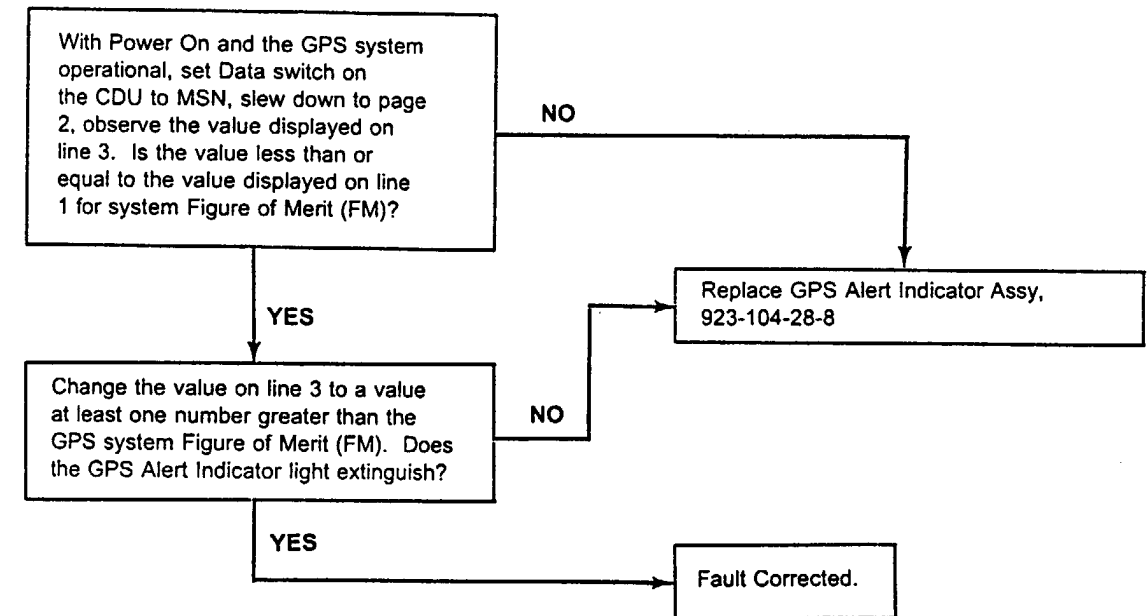 With Power On and the GPS system
operational, set Data switch on
the CDU to MSN, slew down to page
2, observe the value displayed on
line 3. Is the value less than or
equal to the value displayed on line
1 for system Figure of Merit (FM)?
NO
Replace GPS Alert Indicator Assy,
923-104-28-8
YES
Change the value on line 3 to a value
at least one number greater than the
GPS system Figure of Merit (FM). Does
the GPS Alert Indicator light extinguish?
NO
YES
Fault Corrected.